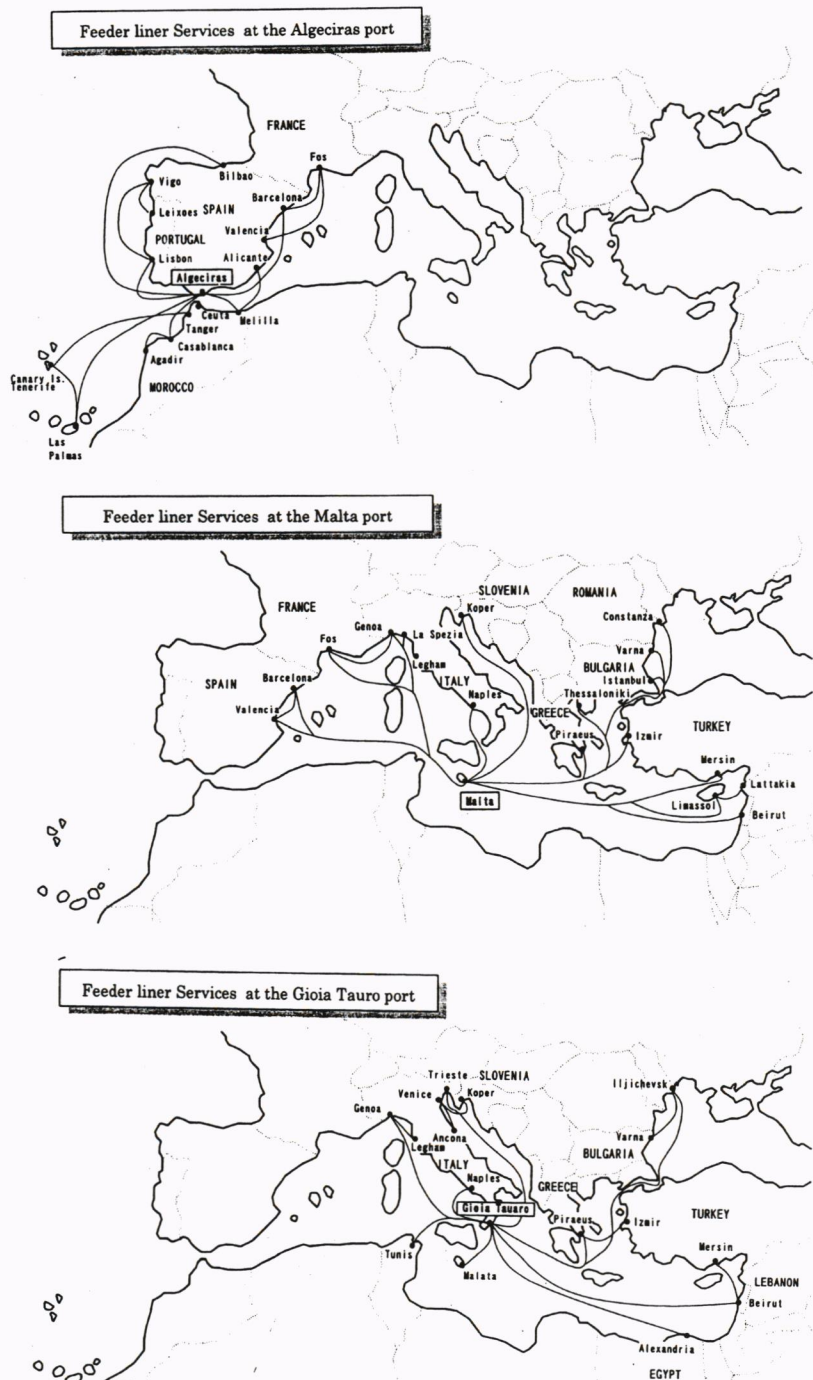 Feeder liner Services at the Algeciras port
FRANCE
Fos
Bilbao
Vigo
Barcelona
Leixoes
SPAIN
Valencia
PORTUGAL
Lisbon
Alicante
Algeciras
Ceuta
Melilla
Tanger
Casablanca
Agadir
Canary Is.
Tenerife
MOROCCO
Las
Palmas
Feeder liner Services at the Malta port
SLOVENIA
ROMANIA
Koper
FRANCE
Constanza
Genoa
La Spezia
Fos
Varna
Legham
BULGARIA
SPAIN
Barcelona
ITALY
Istanbul
Thessaloniki
Naples
Valencia
GREECE
TURKEY
Piraeus
Izmir
Mersin
Lattakia
Malta
Limassol
Beirut
Feeder liner Services at the Gioia Tauro port
Trieste
SLOVENIA
Iljichevsk
Venice
Koper
Genoa
Ancona
Varna
Legham
BULGARIA
ITALY
Naples
GREECE
Gioia Tauaro
TURKEY
Piraeus
Izmir
Tunis
Mersin
Malata
LEBANON
Beirut
Alexandria
EGYPT